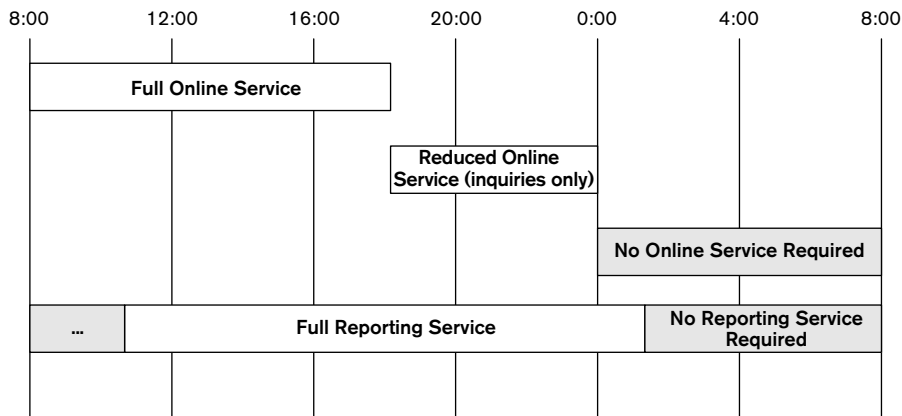 8:00 12:00 16:00 20:00 0:00 4:00 8:00
Full Online Service
Reduced Online
Service (inquiries only)
No Online Service Required
... Full Reporting Service No Reporting Service
Required